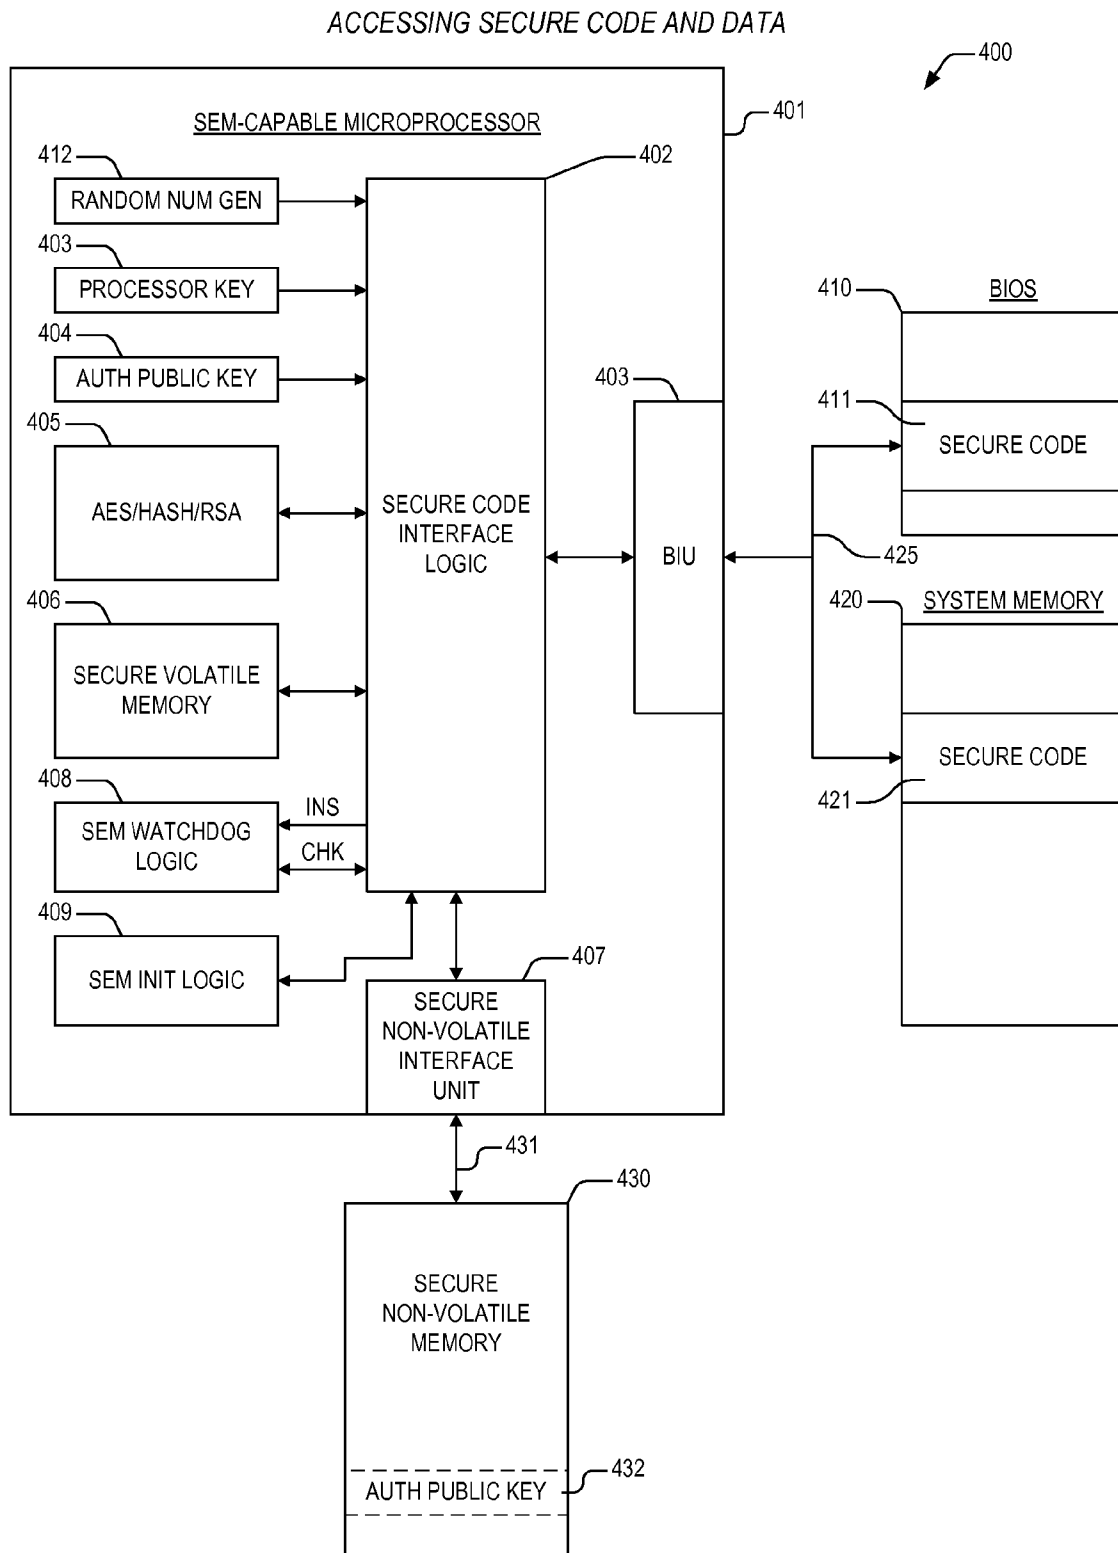 ACCESSING SECURE CODE AND DATA
400
SEM-CAPABLE MICROPROCESSOR
401
412
RANDOM NUM GEN
402
403
PROCESSOR KEY
404
AUTH PUBLIC KEY
405
AES/HASH/RSA
SECURE CODE
INTERFACE
LOGIC
403
BIU
410
BIOS
411
SECURE CODE
425
406
SECURE VOLATILE
MEMORY
420
SYSTEM MEMORY
SECURE CODE
421
408
SEM WATCHDOG
LOGIC
INS
CHK
409
SEM INIT LOGIC
407
SECURE
NON-VOLATILE
INTERFACE
UNIT
431
430
SECURE
NON-VOLATILE
MEMORY
432
AUTH PUBLIC KEY